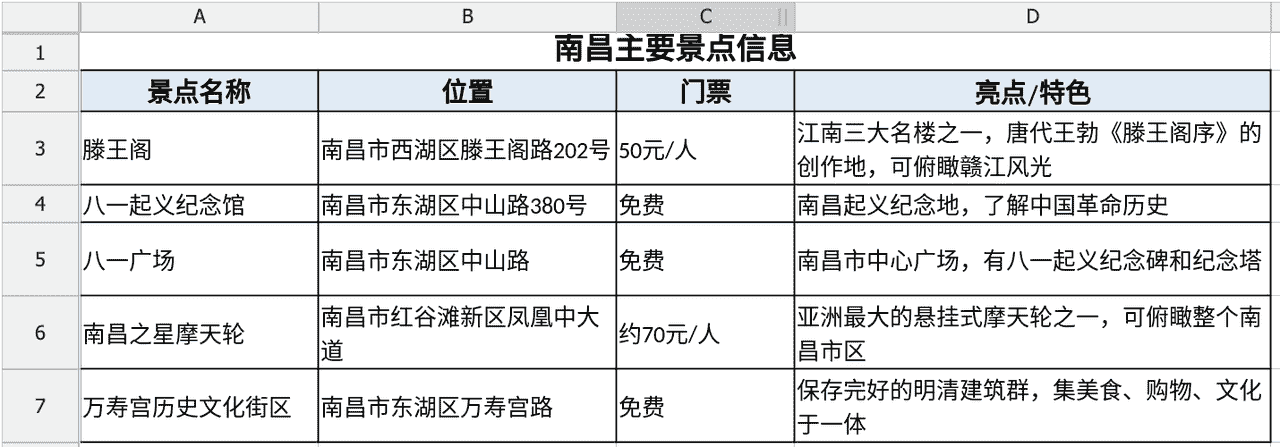 A B C D
1 南昌主要景点信息
2 景点名称 位置 门票 亮点/特色
3 滕王阁 南昌市西湖区滕王阁路202号 50元/人 江南三大名楼之一，唐代王勃《滕王阁序》的
创作地，可俯瞰赣江风光
4 八一起义纪念馆 南昌市东湖区中山路380号 免费 南昌起义纪念地，了解中国革命历史
5 八一广场 南昌市东湖区中山路 免费 南昌市中心广场，有八一起义纪念碑和纪念塔
6 南昌之星摩天轮 南昌市红谷滩新区凤凰中大
道 约70元/人 亚洲最大的悬挂式摩天轮之一，可俯瞰整个南
昌市区
7 万寿宫历史文化街区 南昌市东湖区万寿宫路 免费 保存完好的明清建筑群，集美食、购物、文化
于一体